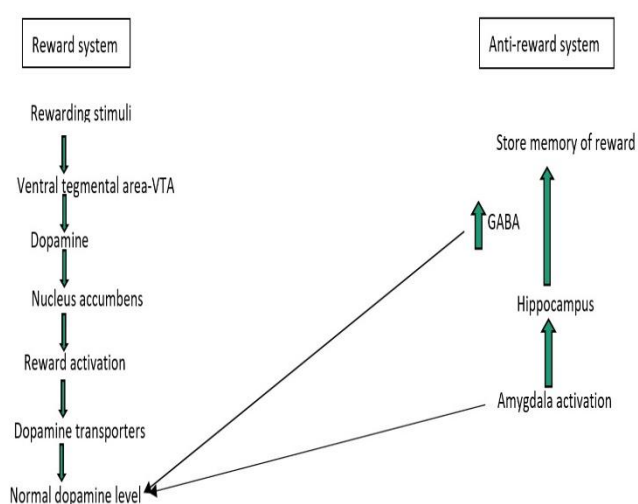 Reward system
Rewarding stimuli
Ventral tegmental area-VTA
Dopamine
Nucleus accumbens
Reward activation
Dopamine transporters
Normal dopamine level
Anti-reward system
Store memory of reward
GABA
Hippocampus
Amygdala activation